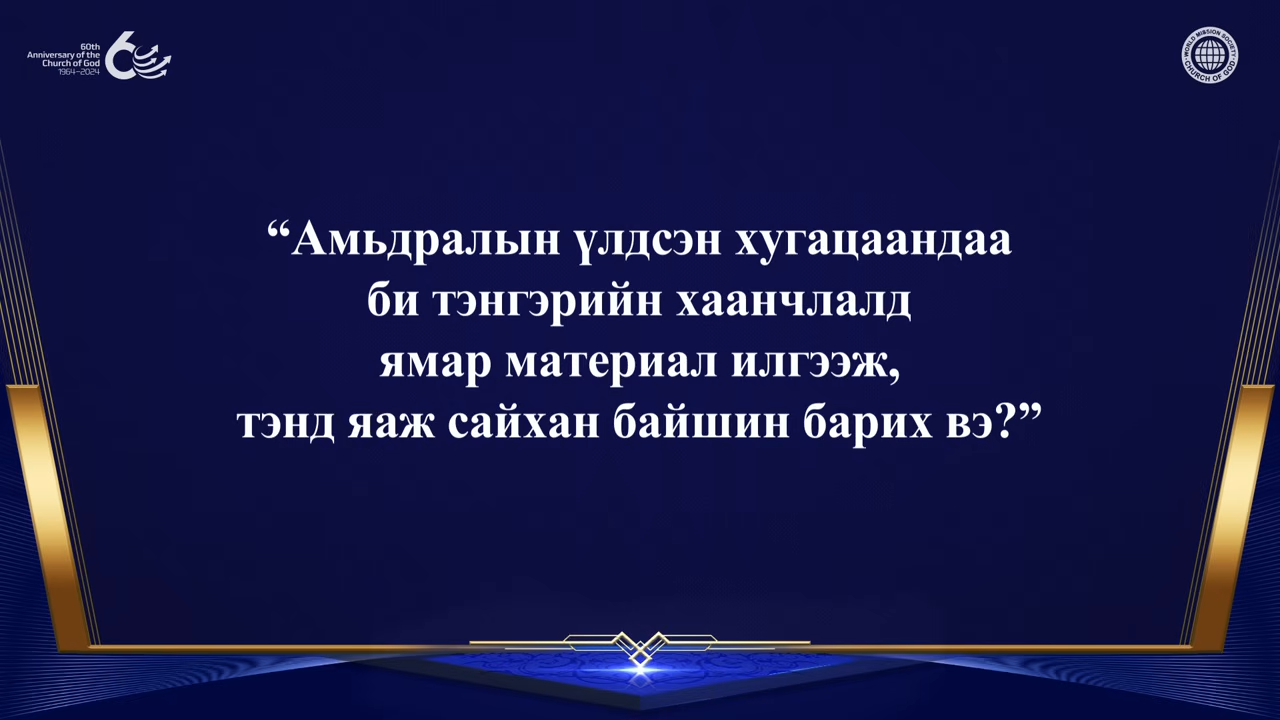 60th
Anniversary of the
Church of God
1964–2024
WORLD MISSION SOCIETY
CHURCH OF GOD
“Амьдралын үлдсэн хугацаандаа
би тэнгэрийн хаанчлалд
ямар материал илгээж,
тэнд яаж сайхан байшин барих вэ?”